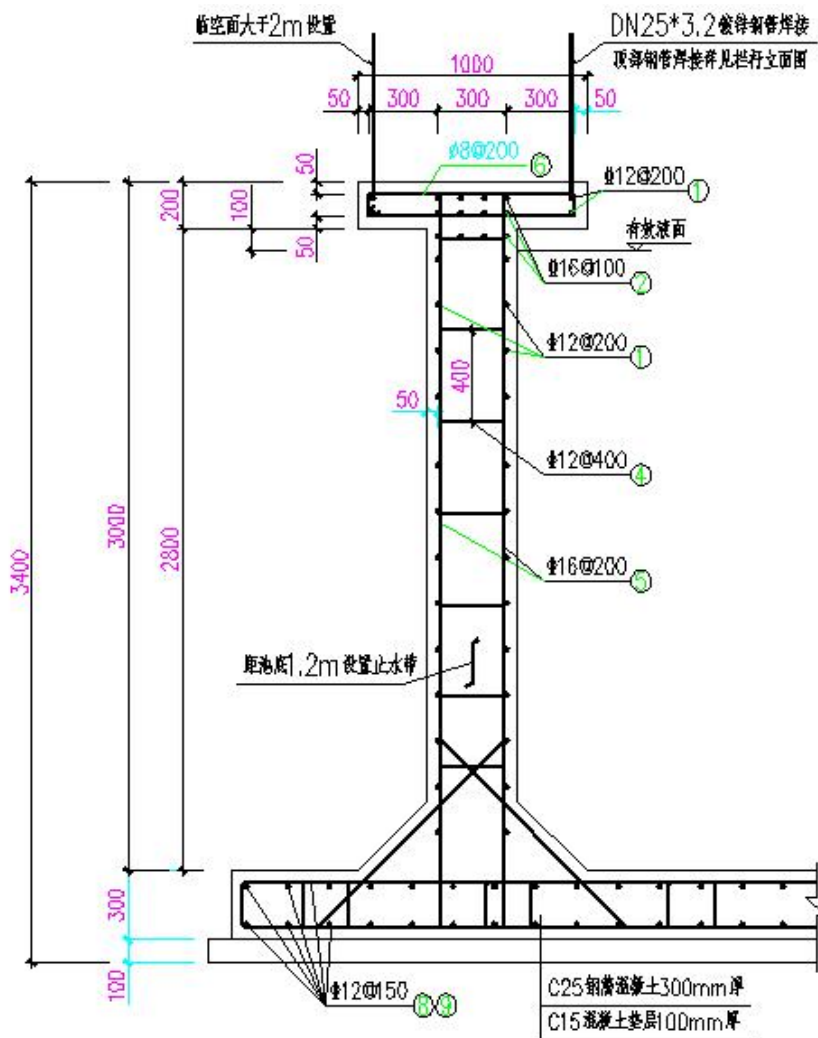 临空面大于2m设置
DN25*3.2镀锌钢管焊接
顶部钢管焊接详见栏杆立面图
1000
50 300 300 300 50
50
ø8@200 ⑥
Φ12@200 ①
200
100
有效液面
50
Φ16@100 ②
Φ12@200 ①
400
50
Φ12@400 ④
3400
3000
2800
Φ16@200 ⑤
距池底1.2m设置止水带
300
Φ12@150 ⑧⑨
100
C25钢筋混凝土300mm厚
C15混凝土垫层100mm厚